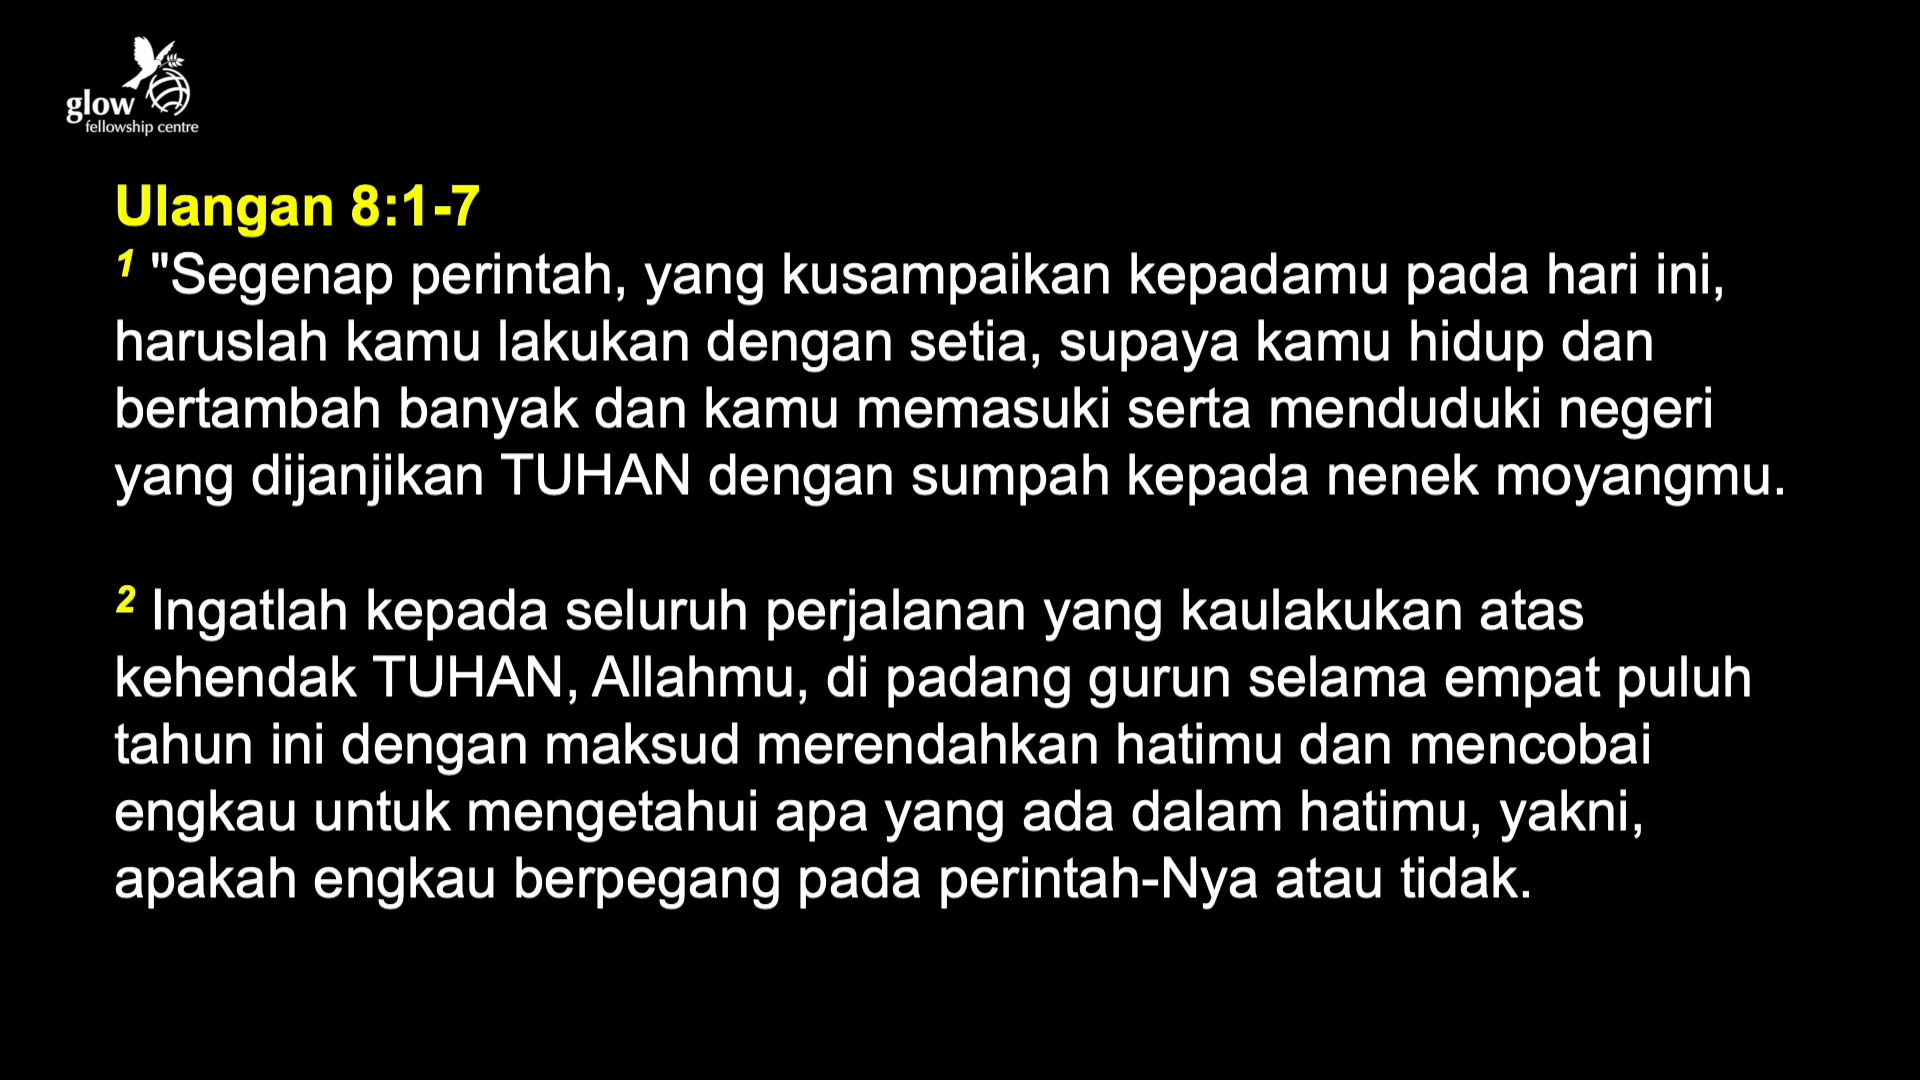 glow
fellowship centre
Ulangan 8:1-7
1 "Segenap perintah, yang kusampaikan kepadamu pada hari ini,
haruslah kamu lakukan dengan setia, supaya kamu hidup dan
bertambah banyak dan kamu memasuki serta menduduki negeri
yang dijanjikan TUHAN dengan sumpah kepada nenek moyangmu.
2 Ingatlah kepada seluruh perjalanan yang kaulakukan atas
kehendak TUHAN, Allahmu, di padang gurun selama empat puluh
tahun ini dengan maksud merendahkan hatimu dan mencobai
engkau untuk mengetahui apa yang ada dalam hatimu, yakni,
apakah engkau berpegang pada perintah-Nya atau tidak.